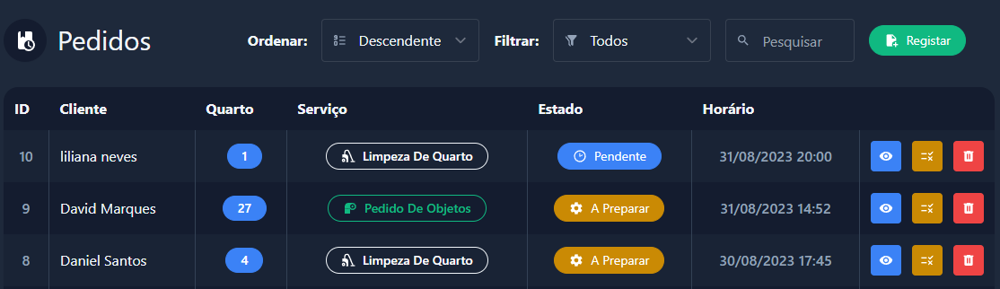 Pedidos Ordenar: Descendente Filtrar: Todos Pesquisar Registar
ID Cliente Quarto Serviço Estado Horário
10 liliana neves 1 Limpeza De Quarto Pendente 31/08/2023 20:00
9 David Marques 27 Pedido De Objetos A Preparar 31/08/2023 14:52
8 Daniel Santos 4 Limpeza De Quarto A Preparar 30/08/2023 17:45